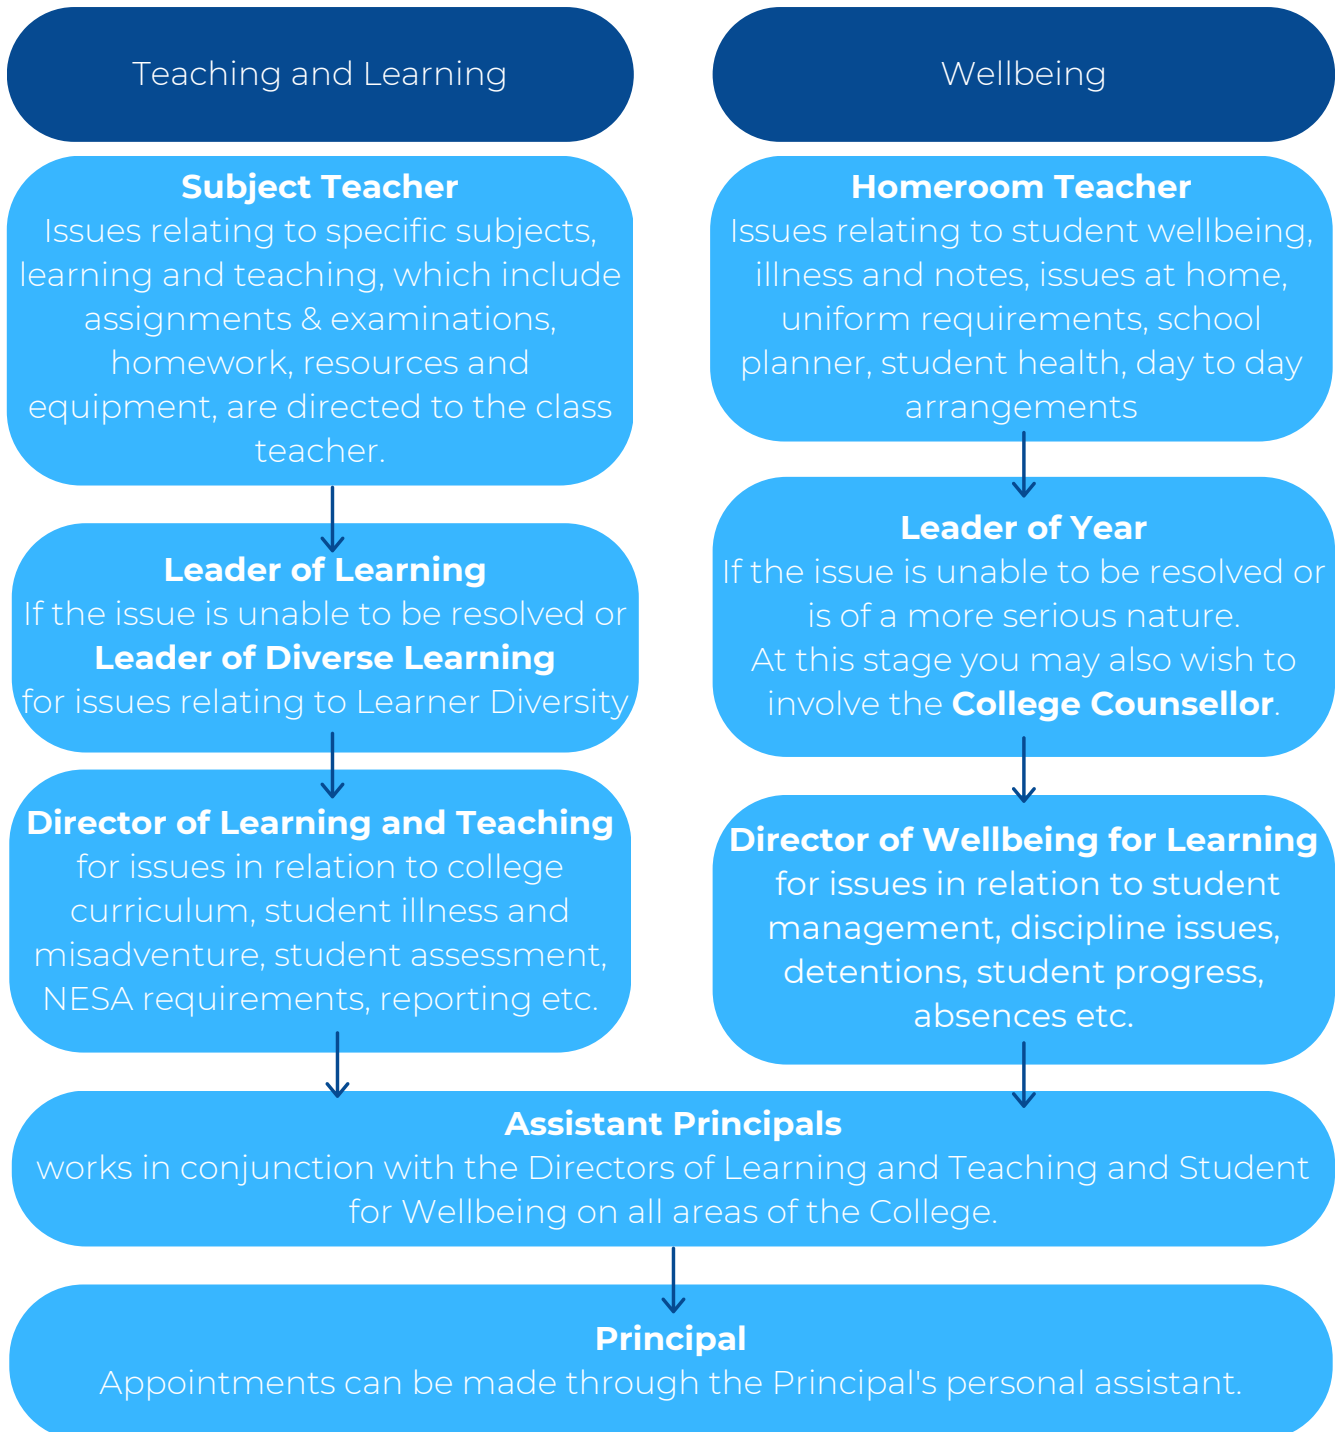 Teaching and Learning
Subject Teacher
Issues relating to specific subjects,
learning and teaching, which include
assignments & examinations,
homework, resources and
equipment, are directed to the class
teacher.
Leader of Learning
If the issue is unable to be resolved or
Leader of Diverse Learning
for issues relating to Learner Diversity
Director of Learning and Teaching
for issues in relation to college
curriculum, student illness and
misadventure, student assessment,
NESA requirements, reporting etc.
Wellbeing
Homeroom Teacher
Issues relating to student wellbeing,
illness and notes, issues at home,
uniform requirements, school
planner, student health, day to day
arrangements
Leader of Year
If the issue is unable to be resolved or
is of a more serious nature.
At this stage you may also wish to
involve the College Counsellor.
Director of Wellbeing for Learning
for issues in relation to student
management, discipline issues,
detentions, student progress,
absences etc.
Assistant Principals
works in conjunction with the Directors of Learning and Teaching and Student
for Wellbeing on all areas of the College.
Principal
Appointments can be made through the Principal's personal assistant.